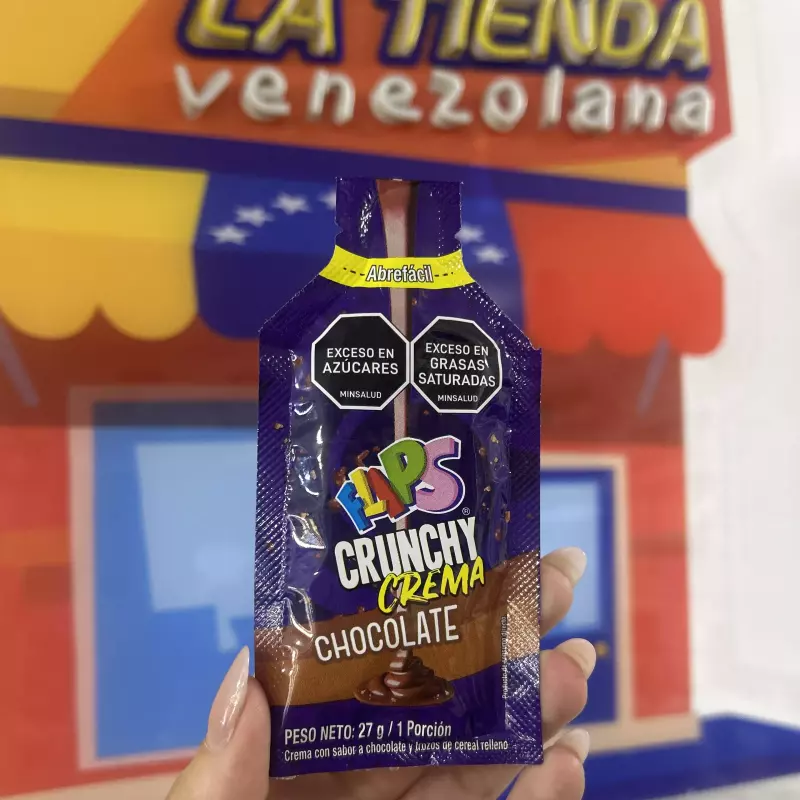 LA TIENDA
venezolana
Abrefácil
EXCESO EN
AZÚCARES
MINSALUD
EXCESO EN
GRASAS
SATURADAS
MINSALUD
FLIPS®
CRUNCHY
CREMA
CHOCOLATE
PESO NETO: 27 g / 1 Porción
Crema con sabor a chocolate y trozos de cereal relleno